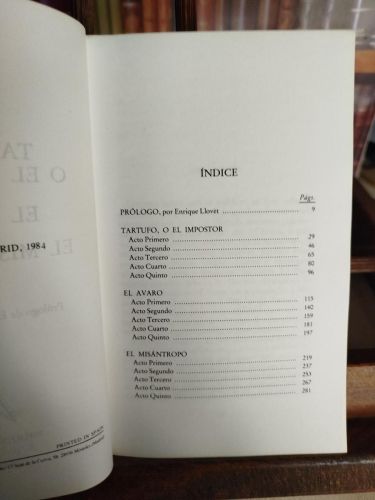 RID, 1984
PRINTED IN SPAIN
ÍNDICE
Págs.
PRÓLOGO, por Enrique Llovet ........ 9
TARTUFO, O EL IMPOSTOR
Acto Primero ........ 29
Acto Segundo ........ 46
Acto Tercero ........ 65
Acto Cuarto ........ 80
Acto Quinto ........ 96
EL AVARO
Acto Primero ........ 115
Acto Segundo ........ 140
Acto Tercero ........ 159
Acto Cuarto ........ 181
Acto Quinto ........ 197
EL MISÁNTROPO
Acto Primero ........ 219
Acto Segundo ........ 237
Acto Tercero ........ 253
Acto Cuarto ........ 267
Acto Quinto ........ 281